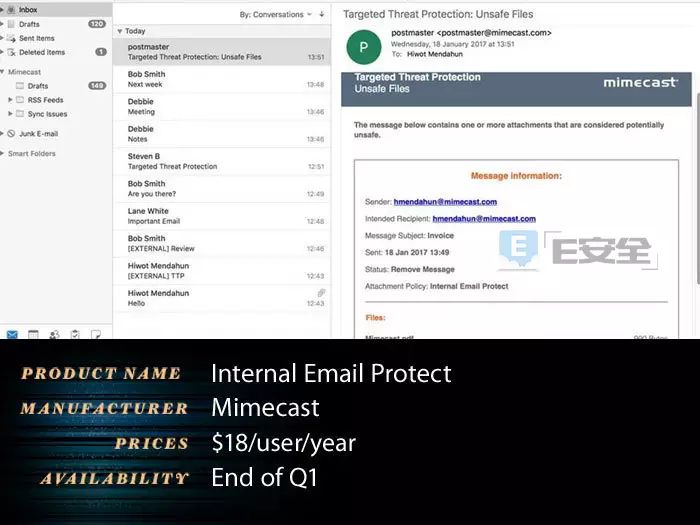 Inbox
Drafts 120
Sent Items
Deleted Items 1
Mimecast
Drafts 149
RSS Feeds
Sync Issues
Junk E-mail
Smart Folders
By: Conversations
Today
postmaster
Targeted Threat Protection: Unsafe Files 13:51
Bob Smith
Next week 13:48
Debbie
Meeting 13:46
Debbie
Notes 13:46
Steven B
Targeted Threat Protection 12:51
Bob Smith
Are you there? 12:49
Lane White
Important Email 12:48
Bob Smith
[EXTERNAL] Review 12:46
Hiwot Mendahun
[EXTERNAL] TTP 12:43
Hiwot Mendahun
Hello 12:43
Targeted Threat Protection: Unsafe Files
P
postmaster <postmaster@mimecast.com>
Wednesday, 18 January 2017 at 13:51
To: Hiwot Mendahun
Targeted Threat Protection
Unsafe Files
mimecast
The message below contains one or more attachments that are considered potentially
unsafe.
Message information:
Sender: hmendahun@mimecast.com
Intended Recipient: hmendahun@mimecast.com
Message Subject: Invoice
Sent: 18 Jan 2017 13:49
Status: Remove Message
Attachment Policy: Internal Email Protect
E安全
Files:
Mimecast.pdf
PRODUCT NAME Internal Email Protect
MANUFACTURER Mimecast
PRICES $18/user/year
AVAILABILITY End of Q1